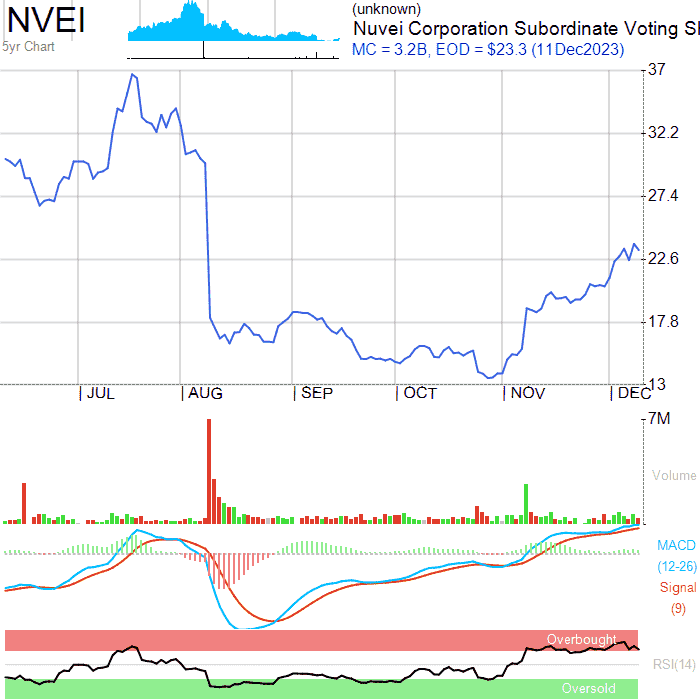 NVEI
5yr Chart
(unknown)
Nuvei Corporation Subordinate Voting Sl
MC = 3.2B, EOD = $23.3 (11Dec2023)
37
32.2
27.4
22.6
17.8
13
JUL
AUG
SEP
OCT
NOV
DEC
7M
Volume
MACD
(12-26)
Signal
(9)
Overbought
RSI(14)
Oversold